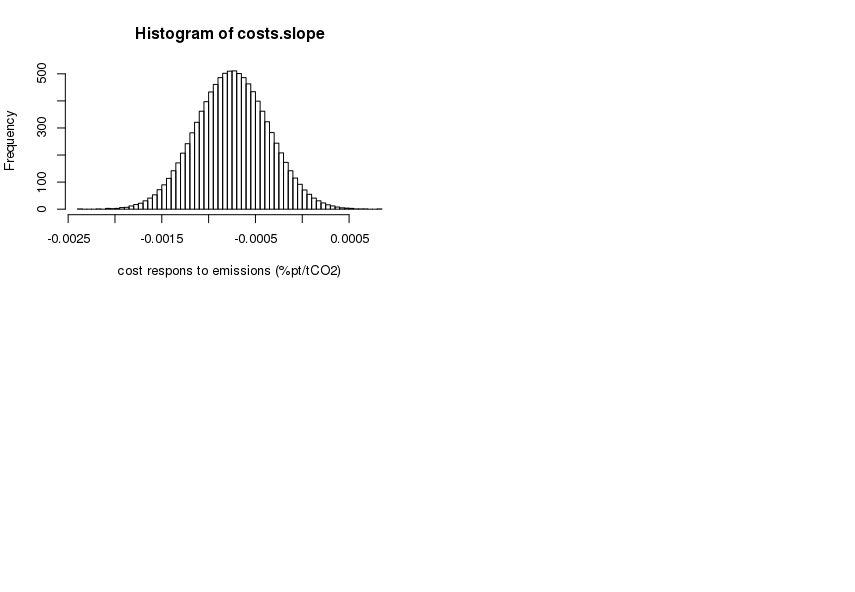 Histogram of costs.slope
Frequency
500
300
100
0
-0.0025 -0.0015 -0.0005 0.0005
cost respons to emissions (%pt/tCO2)